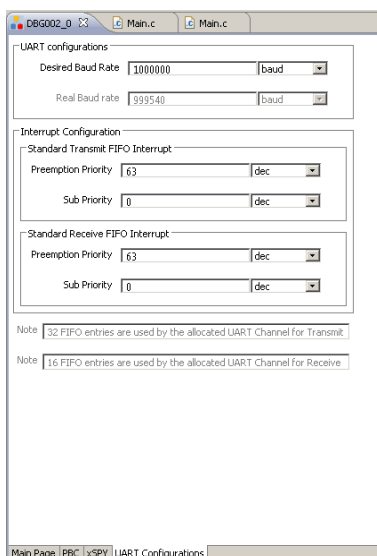 DBG002_0 Main.c Main.c
UART configurations
Desired Baud Rate 1000000 baud
Real Baud rate 999540 baud
Interrupt Configuration
Standard Transmit FIFO Interrupt
Preemption Priority 63 dec
Sub Priority 0 dec
Standard Receive FIFO Interrupt
Preemption Priority 63 dec
Sub Priority 0 dec
Note 32 FIFO entries are used by the allocated UART Channel for Transmit
Note 16 FIFO entries are used by the allocated UART Channel for Receive
Main Page PBC xSPY UART Configurations